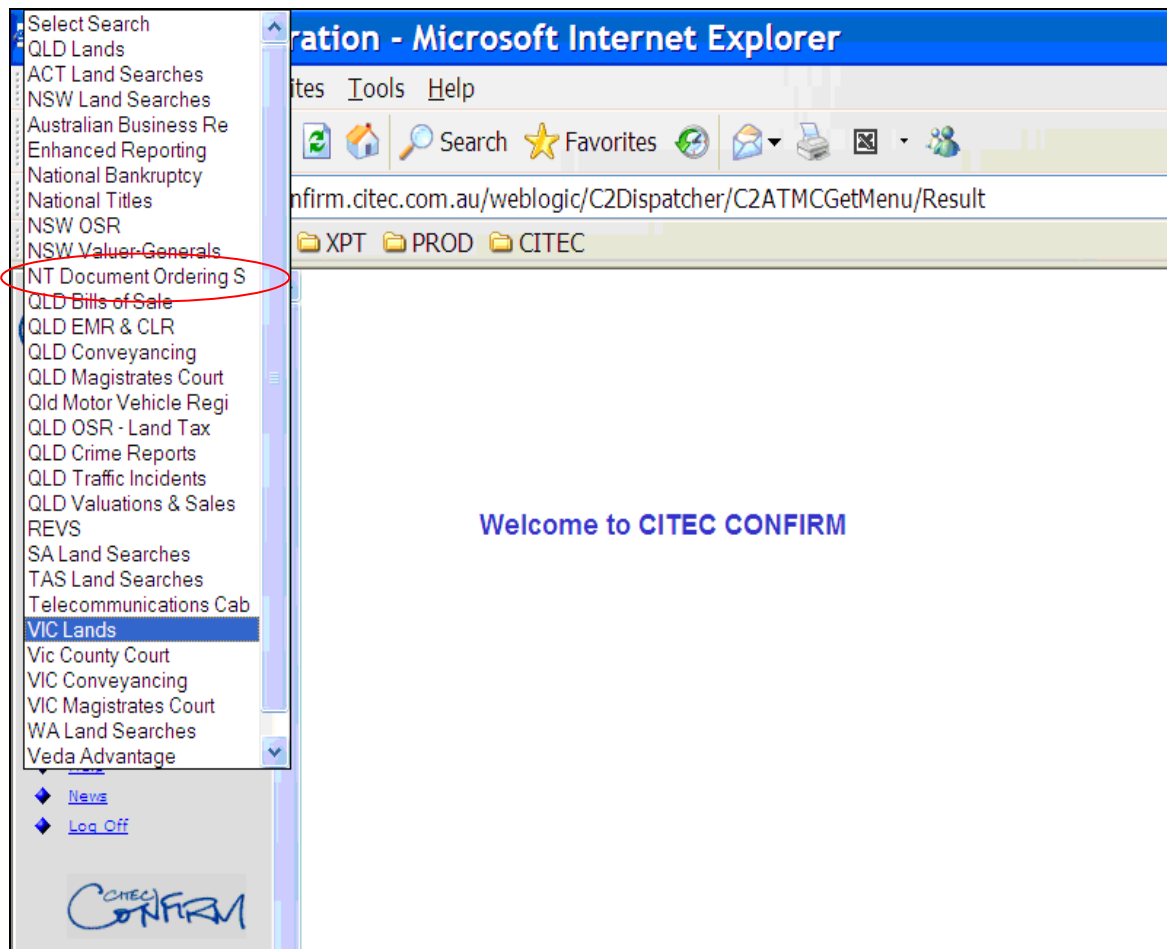 Select Search
QLD Lands
ACT Land Searches
NSW Land Searches
Australian Business Re
Enhanced Reporting
National Bankruptcy
National Titles
NSW OSR
NSW Valuer-Generals
NT Document Ordering S
QLD Bills of Sale
QLD EMR & CLR
QLD Conveyancing
QLD Magistrates Court
Qld Motor Vehicle Regi
QLD OSR - Land Tax
QLD Crime Reports
QLD Traffic Incidents
QLD Valuations & Sales
REVS
SA Land Searches
TAS Land Searches
Telecommunications Cab
VIC Lands
Vic County Court
VIC Conveyancing
VIC Magistrates Court
WA Land Searches
Veda Advantage
News
Log Off
CITEC
CONFIRM
ration - Microsoft Internet Explorer
ites Tools Help
Search Favorites
nfirm.citec.com.au/weblogic/C2Dispatcher/C2ATMCGetMenu/Result
XPT PROD CITEC
Welcome to CITEC CONFIRM